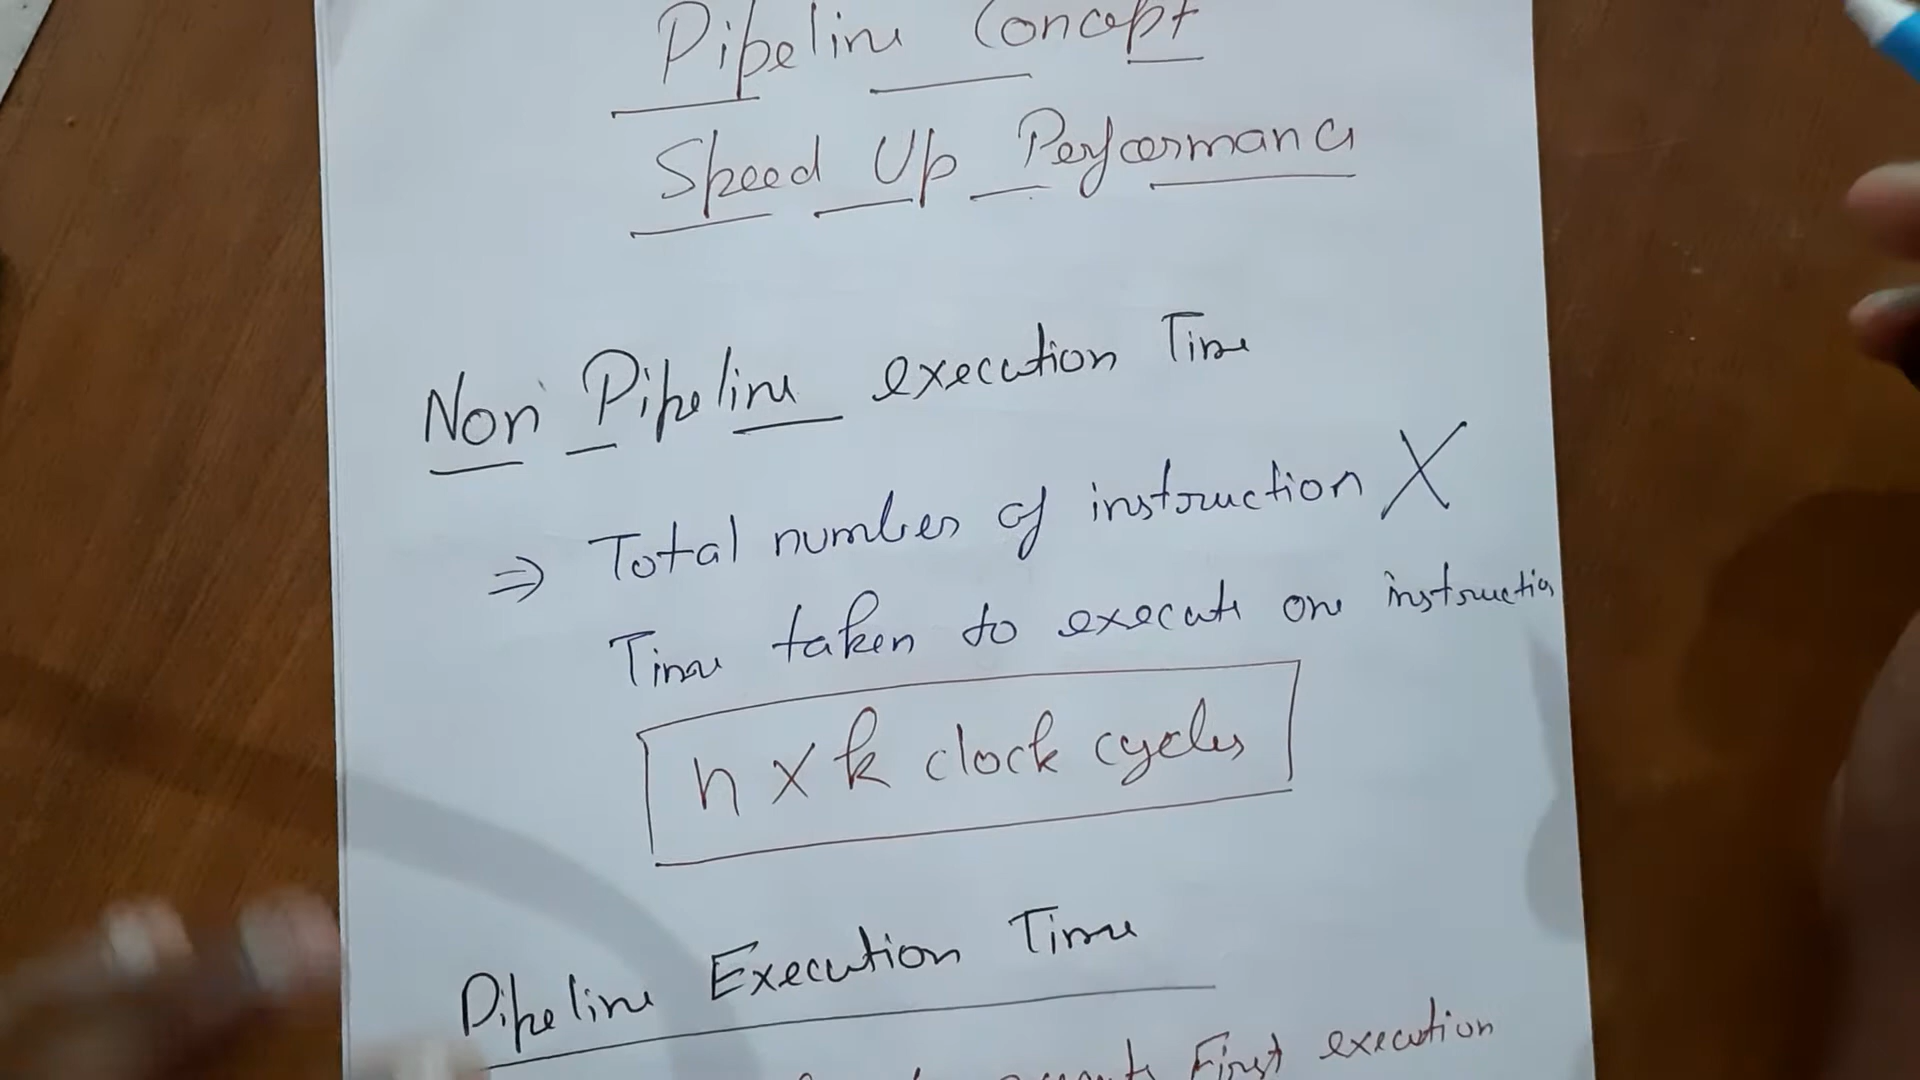 Pipeline Concept
Speed Up Performance
Non Pipeline execution Time
⇒ Total number of instruction X
Time taken to execute one instruction
n x k clock cycles
Pipeline Execution Time
First execution